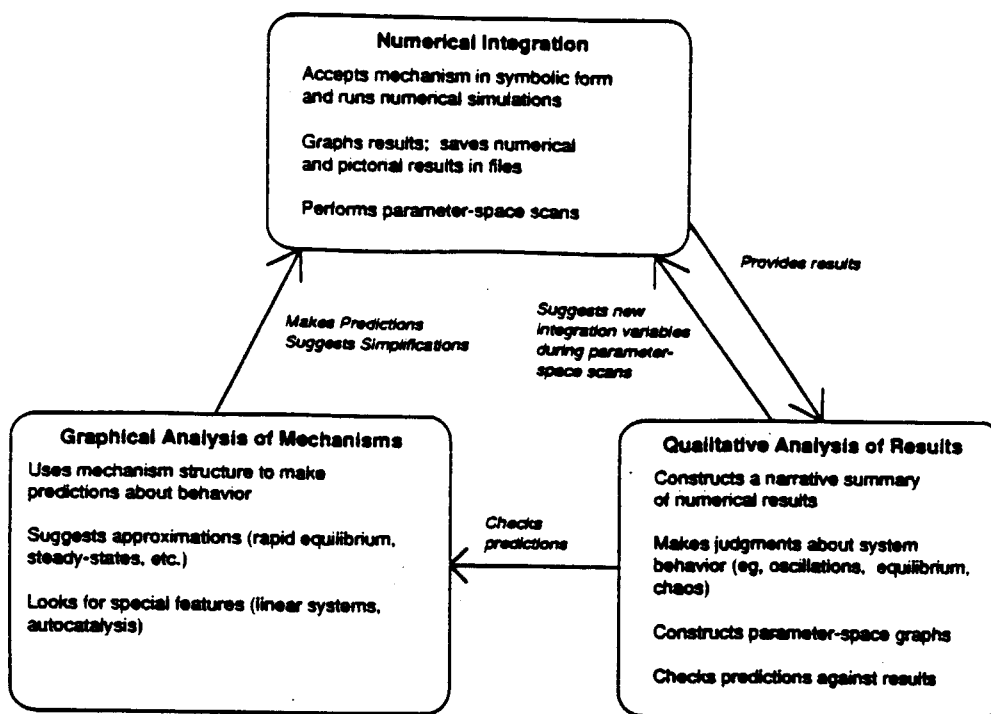 Numerical Integration
Accepts mechanism in symbolic form
and runs numerical simulations
Graphs results; saves numerical
and pictorial results in files
Performs parameter-space scans
Provides results
Makes Predictions
Suggests Simplifications
Suggests new
integration variables
during parameter-
space scans
Graphical Analysis of Mechanisms
Uses mechanism structure to make
predictions about behavior
Suggests approximations (rapid equilibrium,
steady-states, etc.)
Looks for special features (linear systems,
autocatalysis)
Checks
predictions
Qualitative Analysis of Results
Constructs a narrative summary
of numerical results
Makes judgments about system
behavior (eg, oscillations, equilibrium,
chaos)
Constructs parameter-space graphs
Checks predictions against results